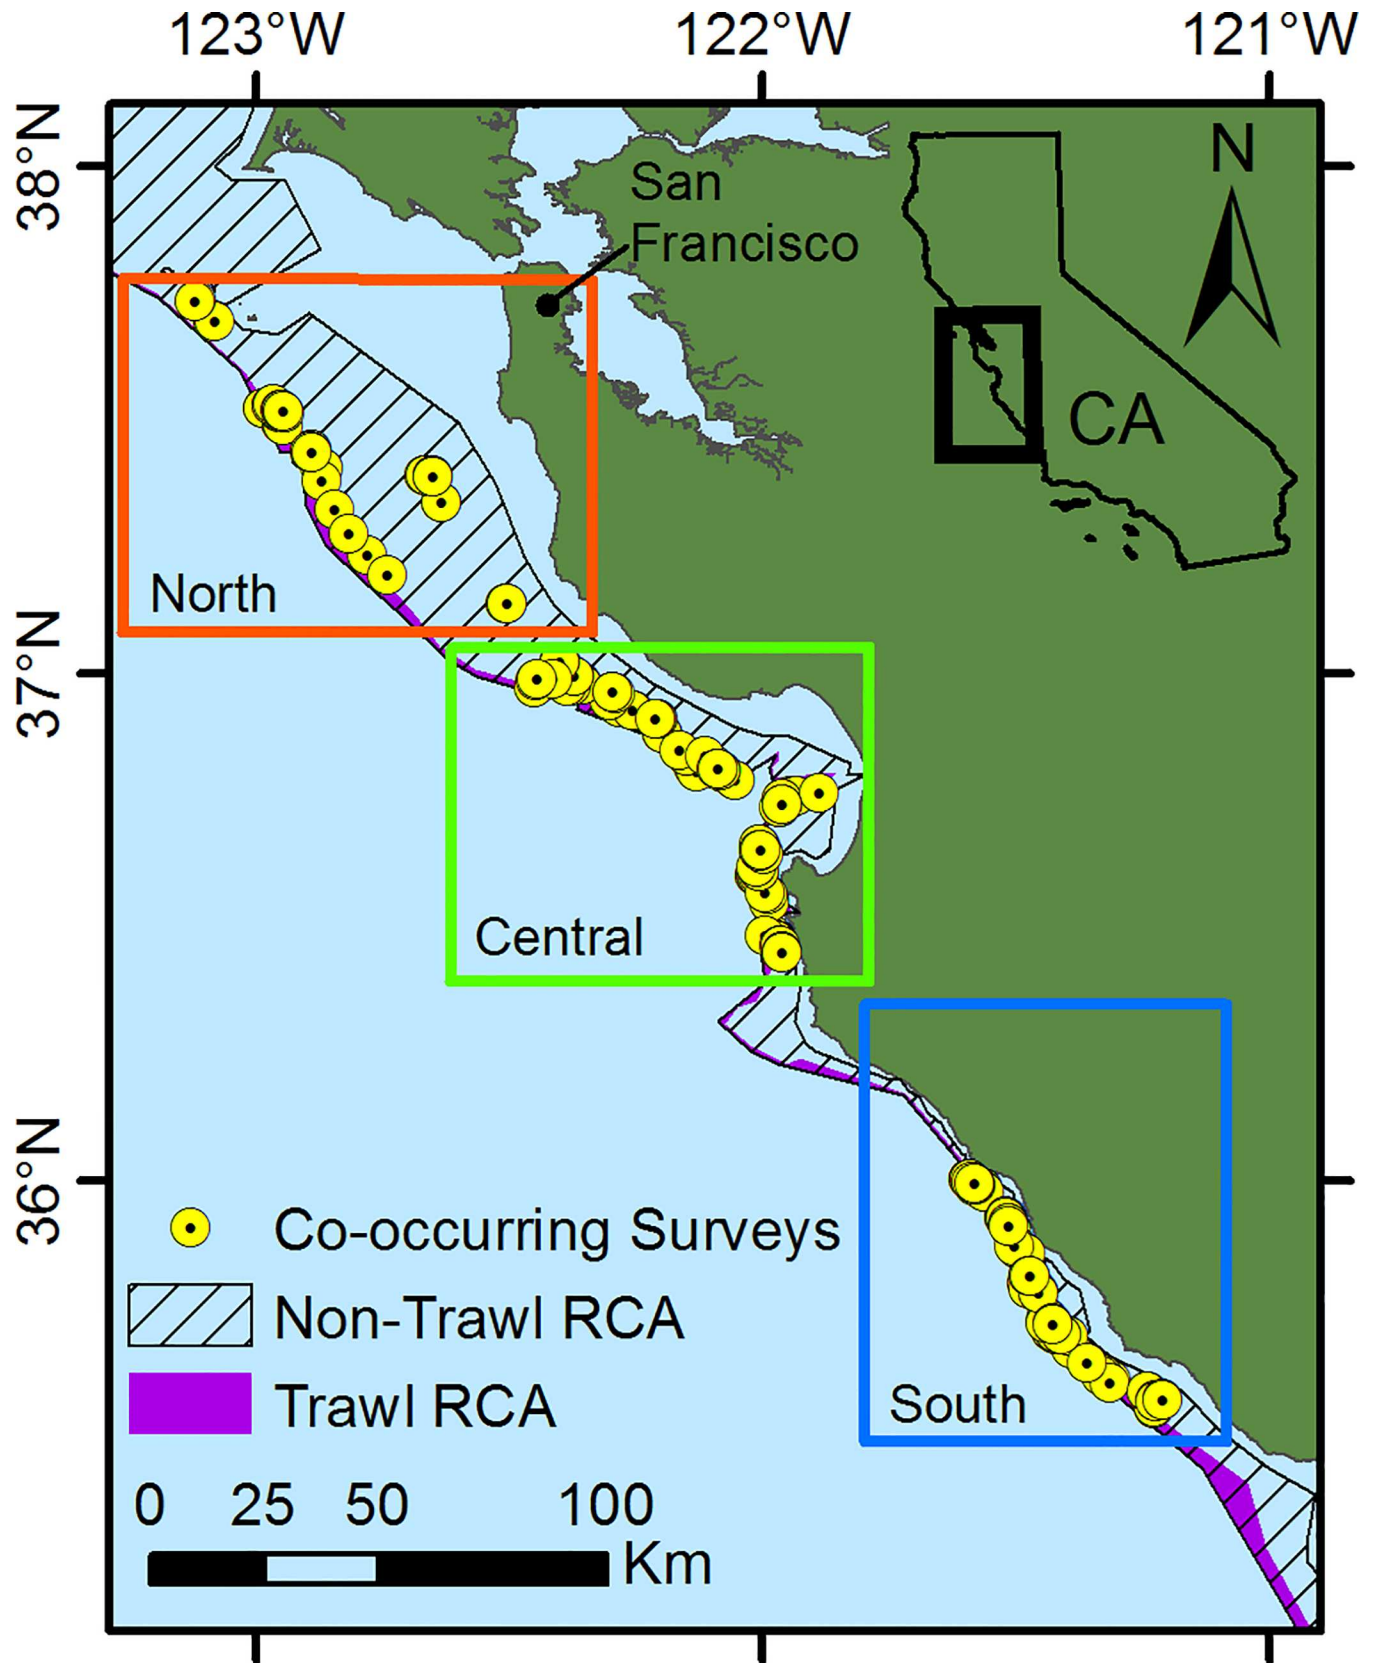 123°W
122°W
121°W
38°N
37°N
36°N
N
San
Francisco
CA
North
Central
South
Co-occurring Surveys
Non-Trawl RCA
Trawl RCA
0 25 50 100
Km